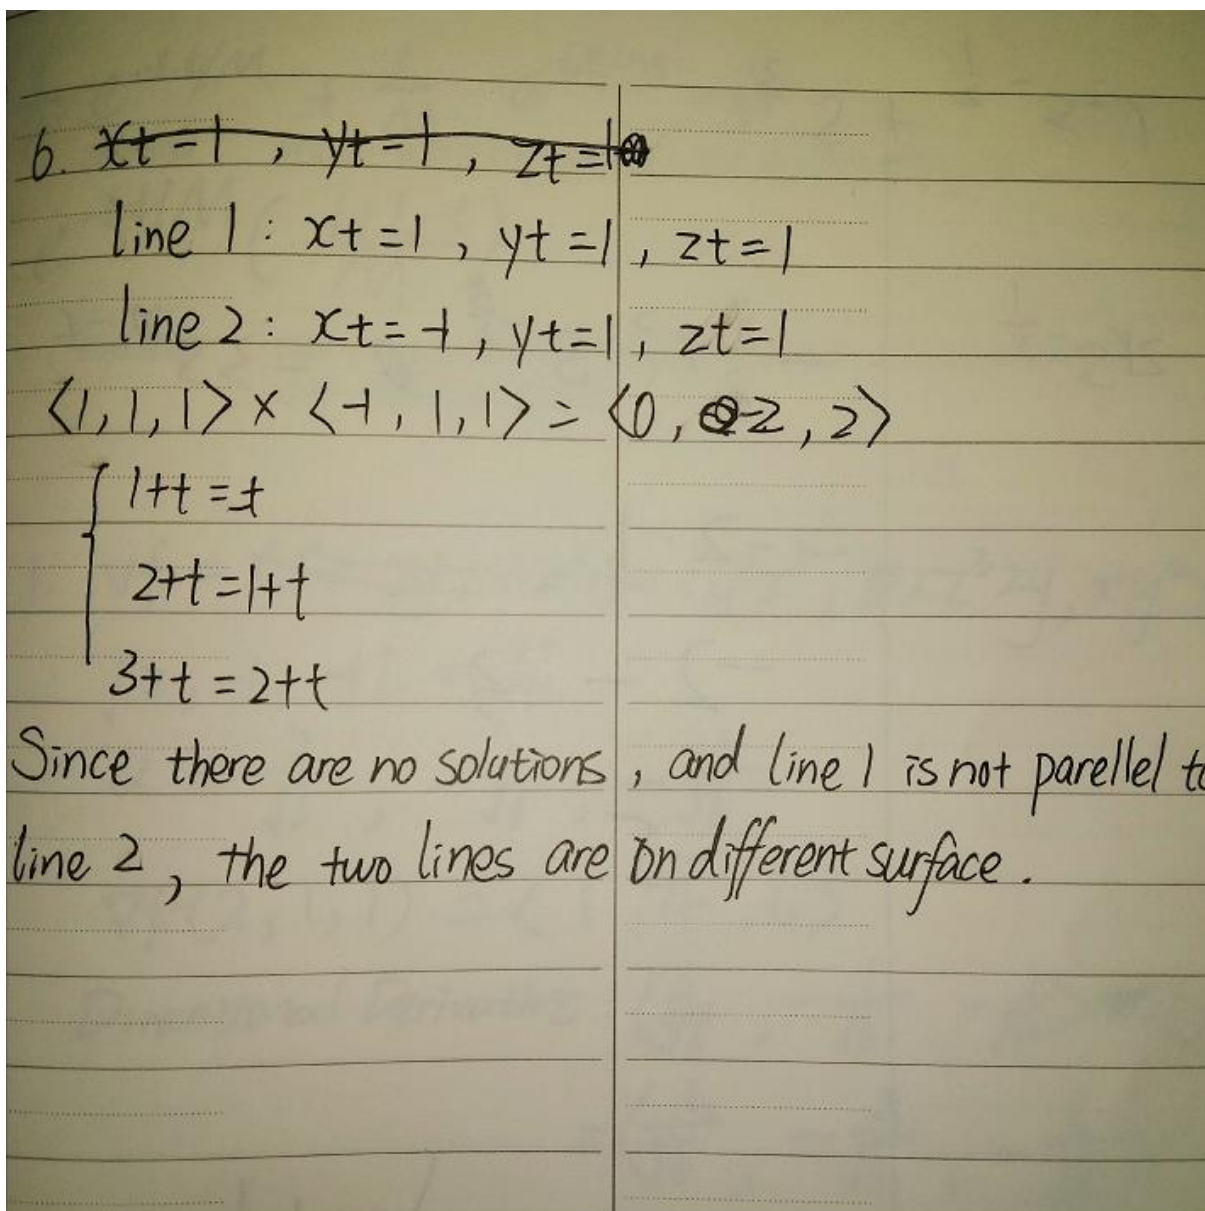 6. xt=1, yt=1, zt=1
line 1: xt=1, yt=1, zt=1
line 2: xt=-1, yt=1, zt=1
<1,1,1> × <-1,1,1> = <0, -2, 2>
1+t=-t
2+t=1+t
3+t=2+t
Since there are no solutions, and line 1 is not parellel to
line 2, the two lines are on different surface.